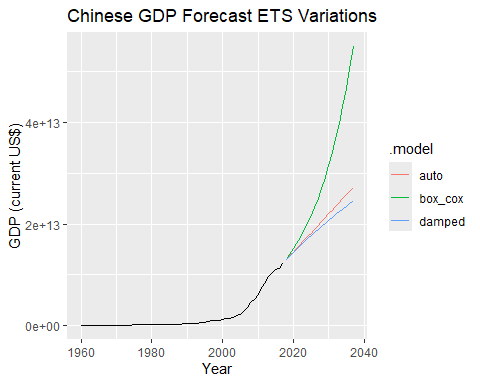 Chinese GDP Forecast ETS Variations
GDP (current US$)
4e+13
2e+13
0e+00
1960 1980 2000 2020 2040
Year
.model
auto
box_cox
damped